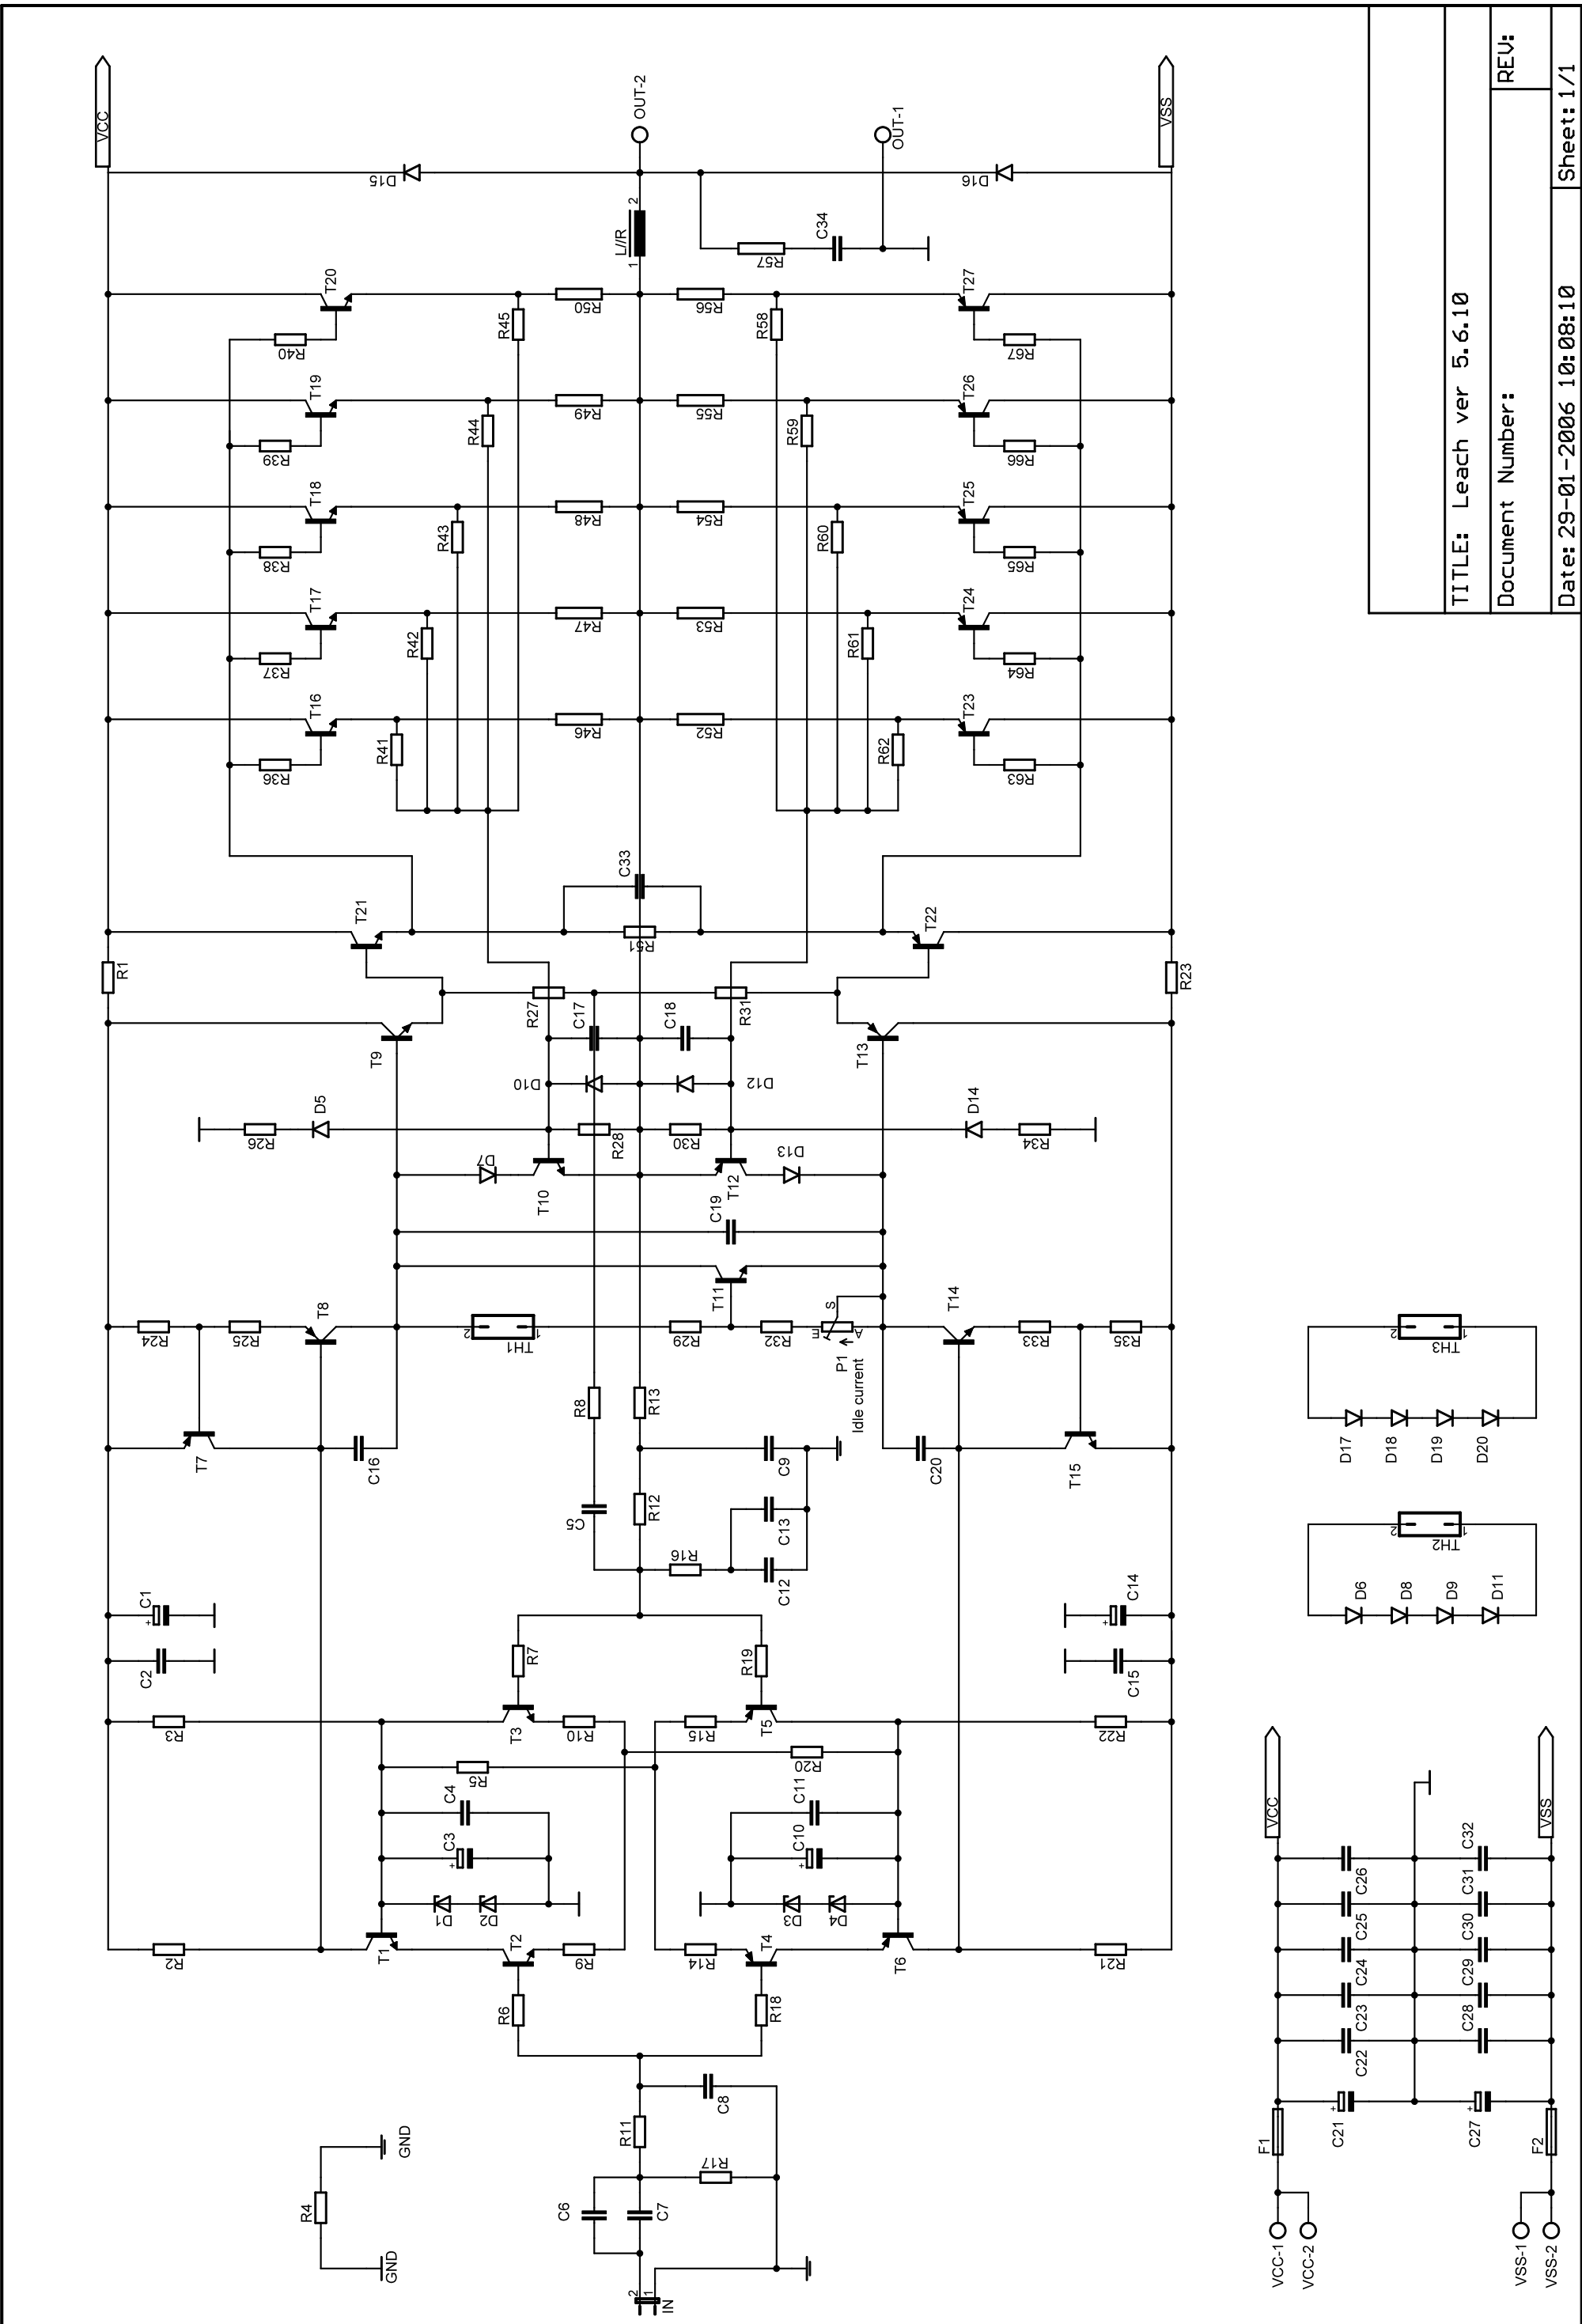 VCC
VSS
OUT-2
OUT-1
D15
D16
L//R
1
2
R57
C34
T20
T19
T18
T17
T16
R40
R39
R38
R37
R36
R45
R44
R43
R42
R41
R50
R49
R48
R47
R46
R56
R55
R54
R53
R52
R58
R59
R60
R61
R62
T27
T26
T25
T24
T23
R67
R66
R65
R64
R63
C33
R51
T21
T22
R1
R23
R27
R31
T9
T13
C17
C18
D10
D12
D5
R26
R28
R30
D14
R34
D7
T10
T12
D13
C19
T11
R24
R25
T8
2
TH1
1
R29
R32
E
S
A
P1
Idle current
T14
R33
R35
T7
C16
R8
R13
C5
R12
R16
C9
C13
C12
C20
T15
C1
+
C2
C14
+
C15
R3
R7
T3
R10
R19
R15
T5
R22
R5
R20
C4
C3
+
C11
C10
+
D1
D2
D3
D4
R2
T1
T2
R9
R14
T4
T6
R21
R6
R18
R11
C8
R17
C6
C7
R4
GND
GND
2
1
IN
D17
D18
D19
D20
2
TH3
1
D6
D8
D9
D11
2
TH2
1
VCC
VSS
C26
C25
C24
C23
C22
C21
+
C32
C31
C30
C29
C28
C27
+
F1
F2
VCC-1
VCC-2
VSS-1
VSS-2
TITLE: Leach ver 5.6.10
Document Number:
REV:
Date: 29-01-2006 10:08:10
Sheet: 1/1